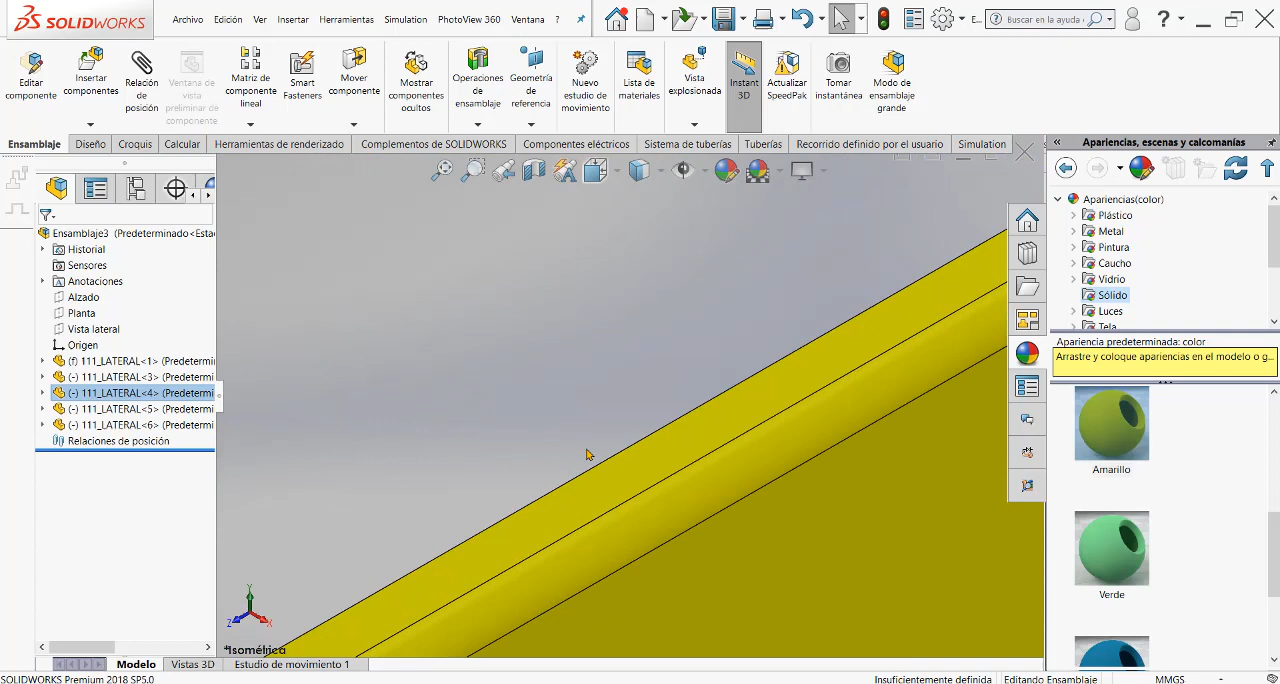 SOLIDWORKS
Archivo Edición Ver Insertar Herramientas Simulation PhotoView 360 Ventana ?
E...
Buscar en la ayuda
Editar componente
Insertar componentes
Relación de posición
Ventana de vista preliminar de componente
Matriz de componente lineal
Smart Fasteners
Mover componente
Mostrar componentes ocultos
Operaciones de ensamblaje
Geometría de referencia
Nuevo estudio de movimiento
Lista de materiales
Vista explosionada
Instant 3D
Actualizar SpeedPak
Tomar instantánea
Modo de ensamblaje grande
Ensamblaje Diseño Croquis Calcular Herramientas de renderizado Complementos de SOLIDWORKS Componentes eléctricos Sistema de tuberías Tuberías Recorrido definido por el usuario Simulation
Apariencias, escenas y calcomanías
Ensamblaje3 (Predeterminado<Esta
Historial
Sensores
Anotaciones
Alzado
Planta
Vista lateral
Origen
(f) 111_LATERAL<1> (Predetermi
(-) 111_LATERAL<3> (Predetermi
(-) 111_LATERAL<4> (Predetermi
(-) 111_LATERAL<5> (Predetermi
(-) 111_LATERAL<6> (Predetermi
Relaciones de posición
Apariencias(color)
Plástico
Metal
Pintura
Caucho
Vidrio
Sólido
Luces
Tela
Apariencia predeterminada: color
Arrastre y coloque apariencias en el modelo o g...
Amarillo
Verde
Y
Z
X
*Isométrica
Modelo Vistas 3D Estudio de movimiento 1
SOLIDWORKS Premium 2018 SP5.0
Insuficientemente definida Editando Ensamblaje MMGS -